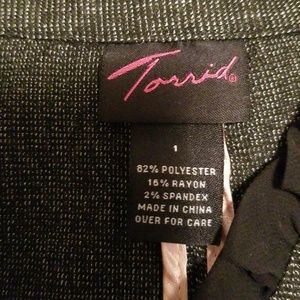 Torrid®
1
82% POLYESTER
16% RAYON
2% SPANDEX
MADE IN CHINA
OVER FOR CARE